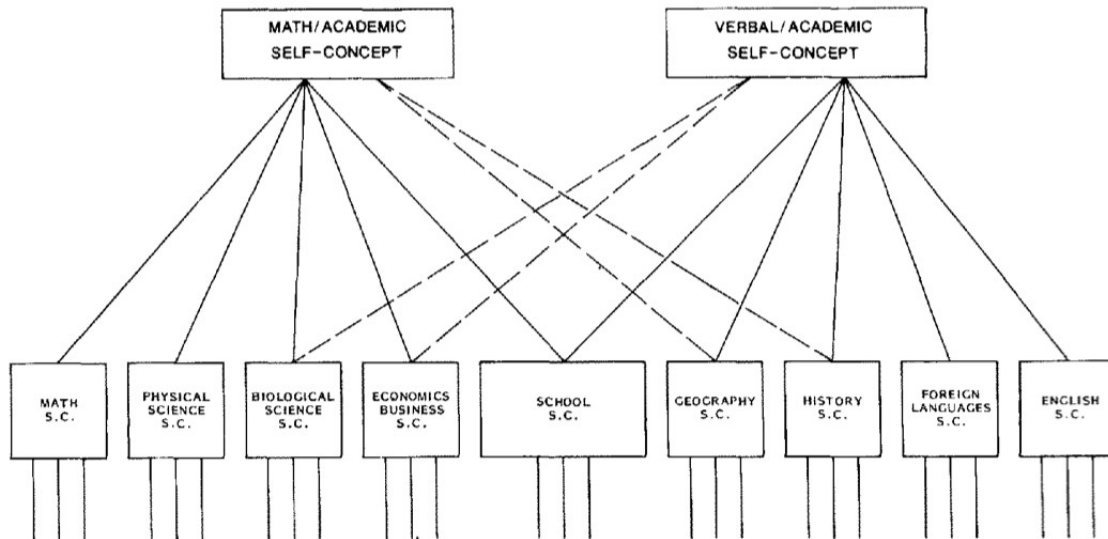 MATH/ACADEMIC
SELF-CONCEPT
VERBAL/ACADEMIC
SELF-CONCEPT
MATH
S.C.
PHYSICAL
SCIENCE
S.C.
BIOLOGICAL
SCIENCE
S.C.
ECONOMICS
BUSINESS
S.C.
SCHOOL
S.C.
GEOGRAPHY
S.C.
HISTORY
S.C.
FOREIGN
LANGUAGES
S.C.
ENGLISH
S.C.